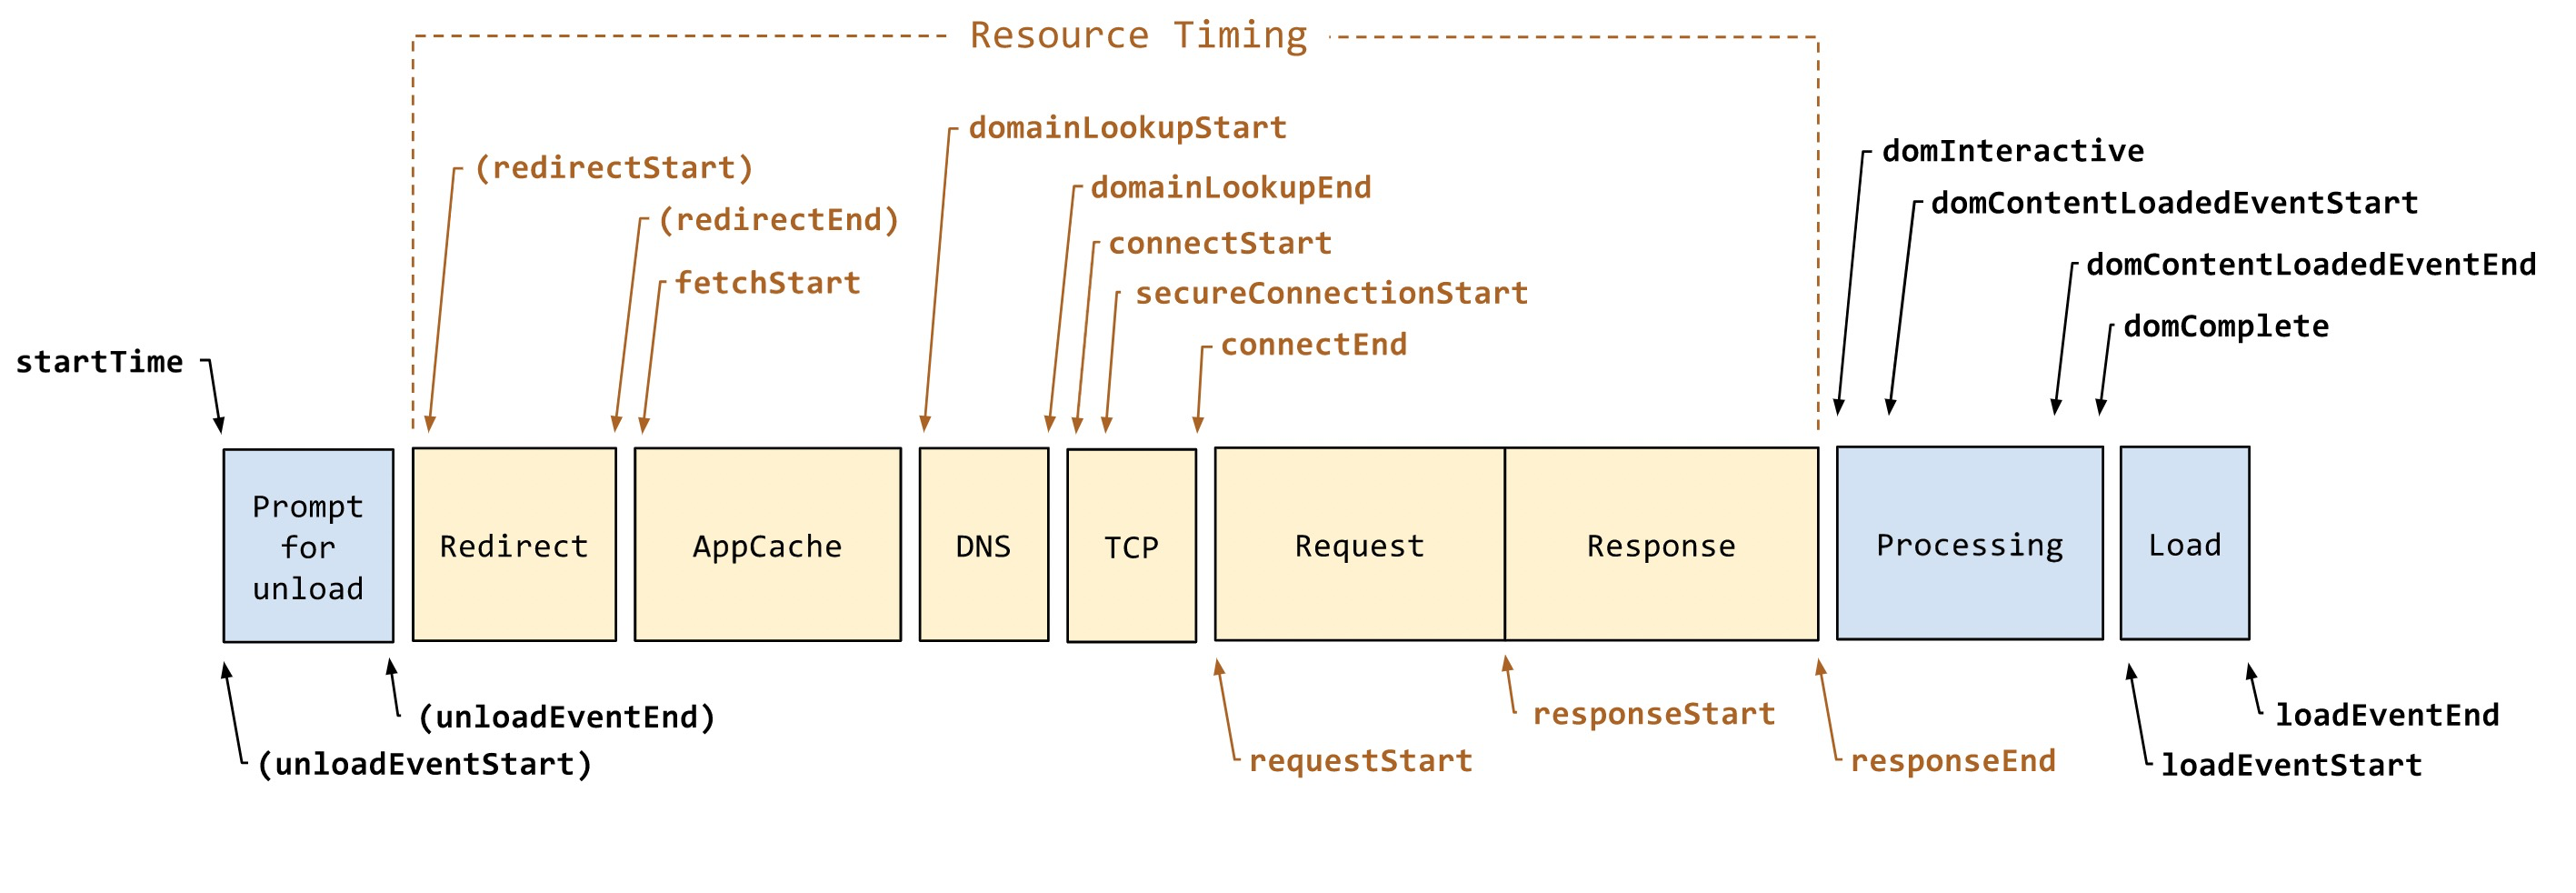 Resource Timing
domainLookupStart
(redirectStart)
domainLookupEnd
(redirectEnd)
connectStart
fetchStart
secureConnectionStart
connectEnd
domInteractive
domContentLoadedEventStart
domContentLoadedEventEnd
domComplete
startTime
Prompt
for
unload
Redirect
AppCache
DNS
TCP
Request
Response
Processing
Load
(unloadEventEnd)
(unloadEventStart)
responseStart
requestStart
responseEnd
loadEventEnd
loadEventStart